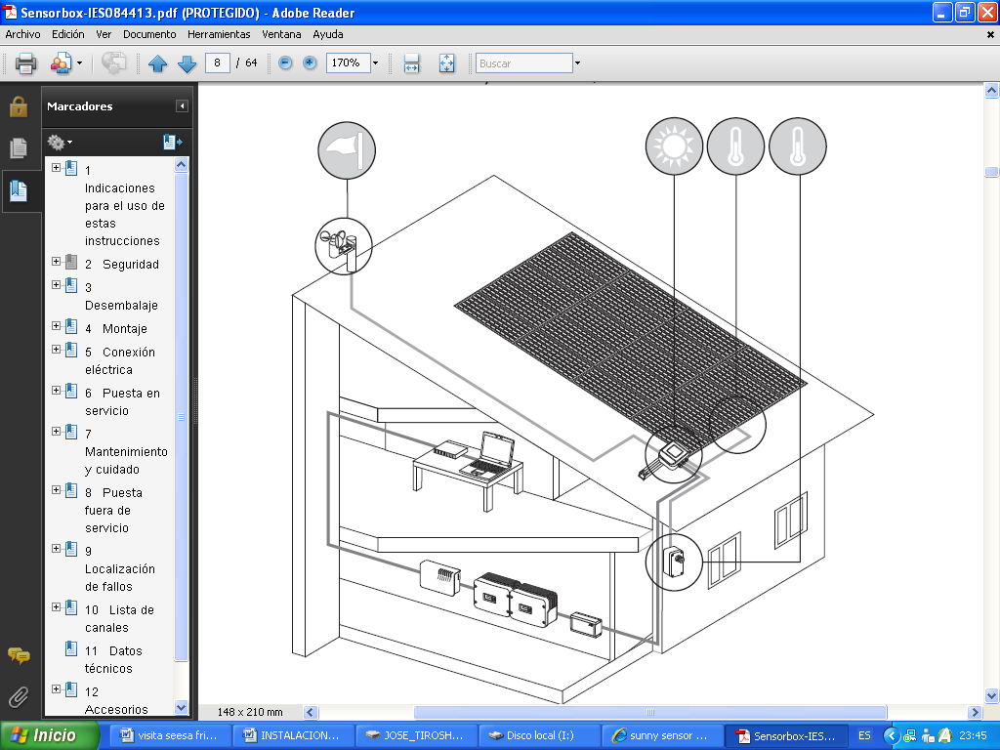 Sensorbox-IES084413.pdf (PROTEGIDO) - Adobe Reader
Archivo Edición Ver Documento Herramientas Ventana Ayuda
8 / 64 170% Buscar
Marcadores
1
Indicaciones
para el uso de
estas
instrucciones
2 Seguridad
3
Desembalaje
4 Montaje
5 Conexión
eléctrica
6 Puesta en
servicio
7
Mantenimiento
y cuidado
8 Puesta
fuera de
servicio
9
Localización
de fallos
10 Lista de
canales
11 Datos
técnicos
12
Accesorios
148 x 210 mm
Inicio visita seesa fri... INSTALACION... JOSE_TIROSH... Disco local (I:) sunny sensor ... Sensorbox-IES... ES 23:45